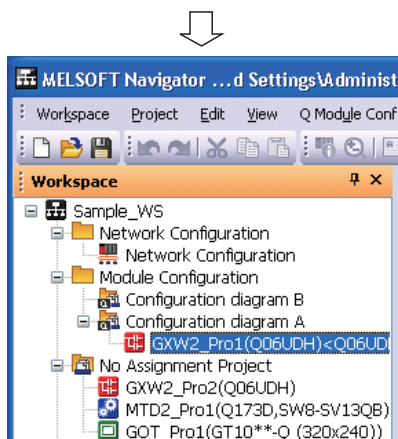 MELSOFT Navigator ...d Settings\Administ
Workspace Project Edit View Q Module Conf
Workspace
Sample_WS
Network Configuration
Network Configuration
Module Configuration
Configuration diagram B
Configuration diagram A
GXW2_Pro1(Q06UDH)<Q06UD
No Assignment Project
GXW2_Pro2(Q06UDH)
MTD2_Pro1(Q173D,SW8-SV13QB)
GOT_Pro1(GT10**-Q (320x240))